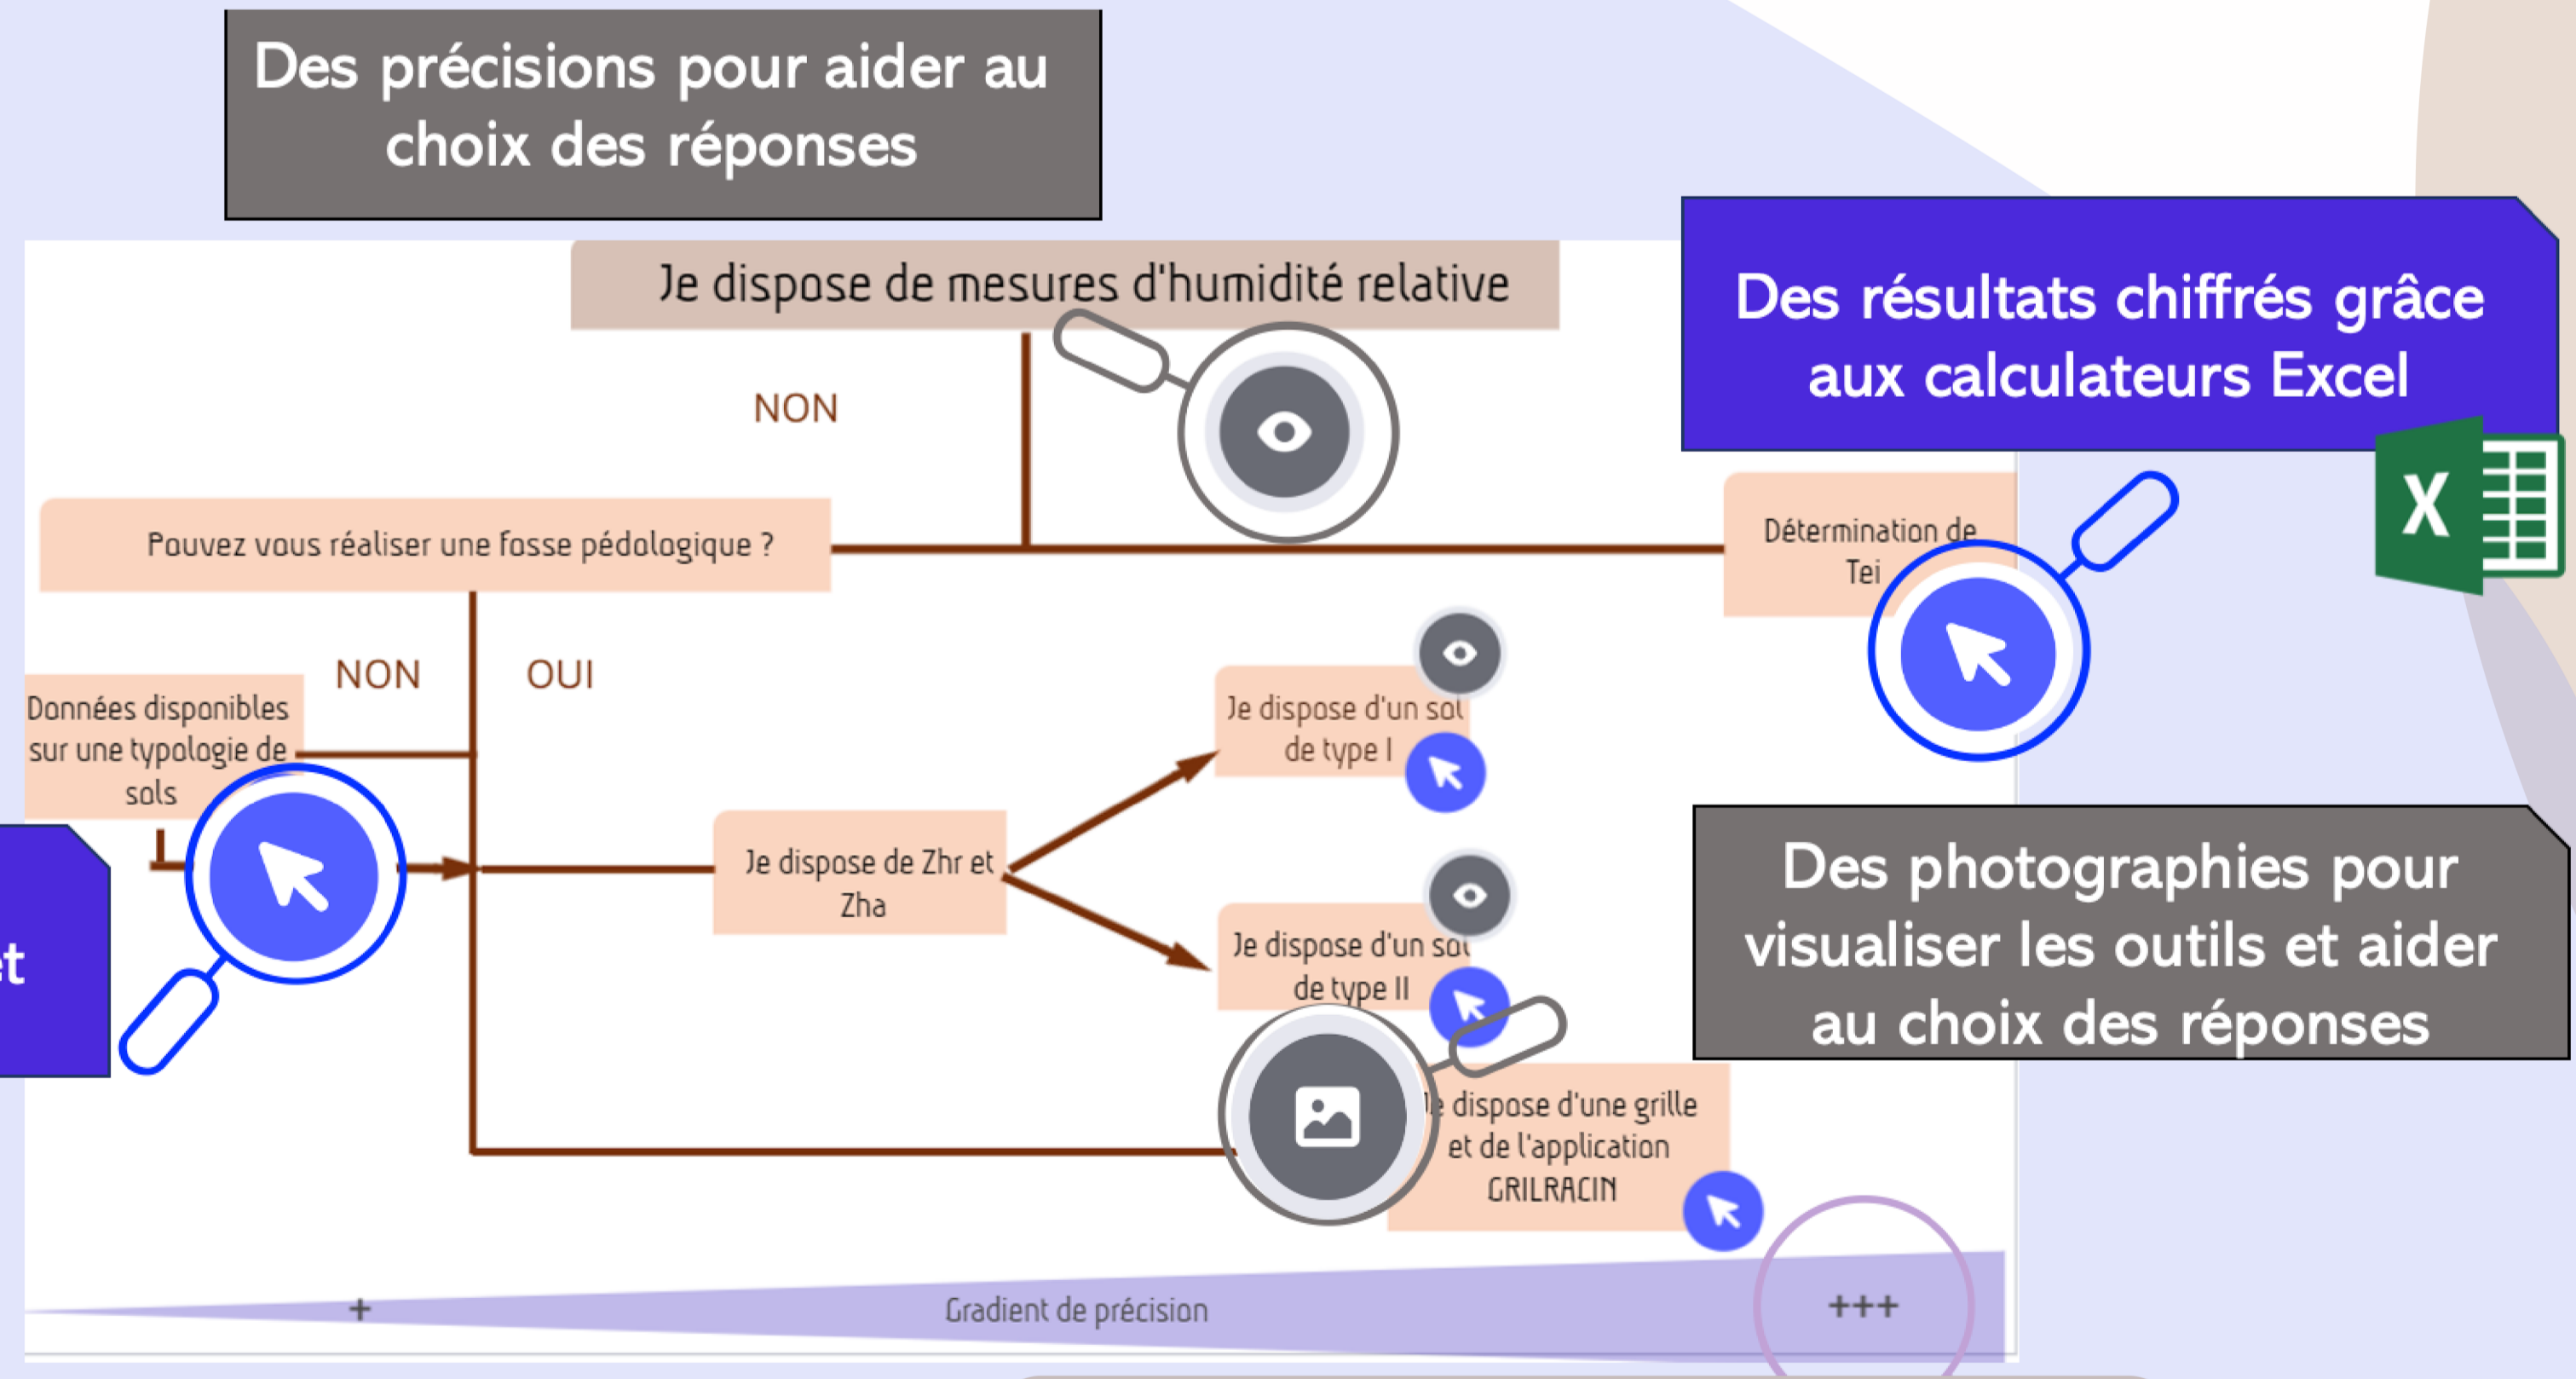 Des précisions pour aider au
choix des réponses
Je dispose de mesures d'humidité relative
Des résultats chiffrés grâce
aux calculateurs Excel
X
NON
Pouvez vous réaliser une fosse pédologique ?
Détermination de
Tei
NON
OUI
Données disponibles
sur une typologie de
sols
Je dispose d'un sol
de type I
Je dispose de Zhr et
Zha
Je dispose d'un sol
de type II
Des photographies pour
visualiser les outils et aider
au choix des réponses
et
Je dispose d'une grille
et de l'application
GRILRACIN
+
Gradient de précision
+++